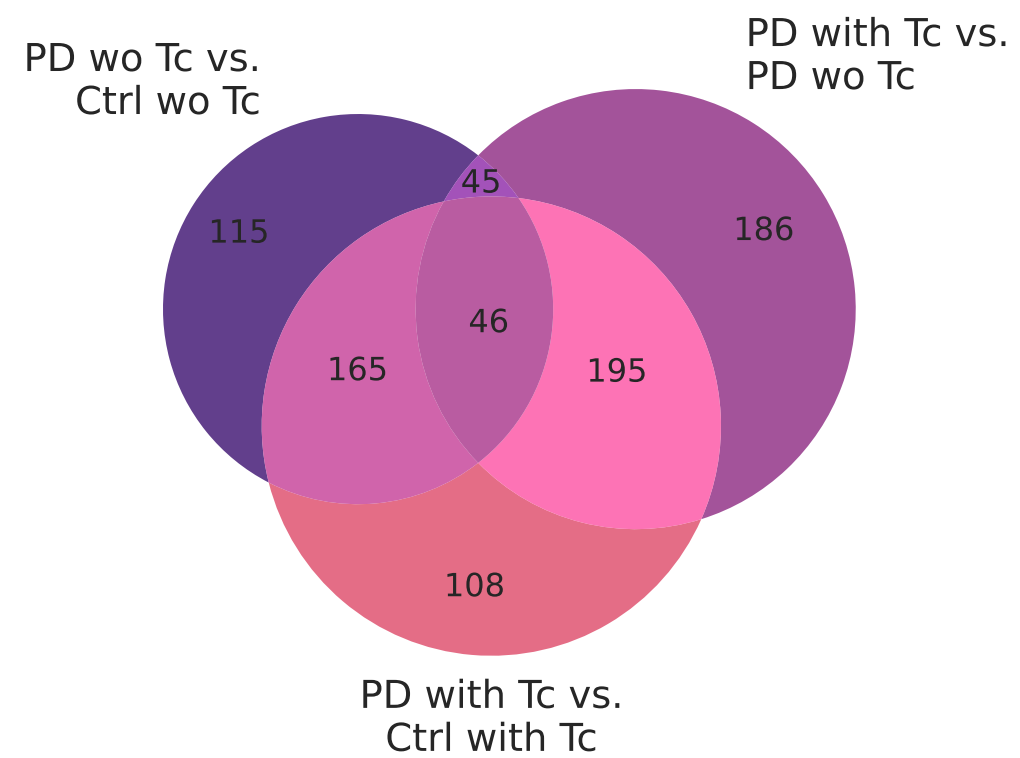 PD wo Tc vs.
Ctrl wo Tc
PD with Tc vs.
PD wo Tc
45
115
186
46
165
195
108
PD with Tc vs.
Ctrl with Tc